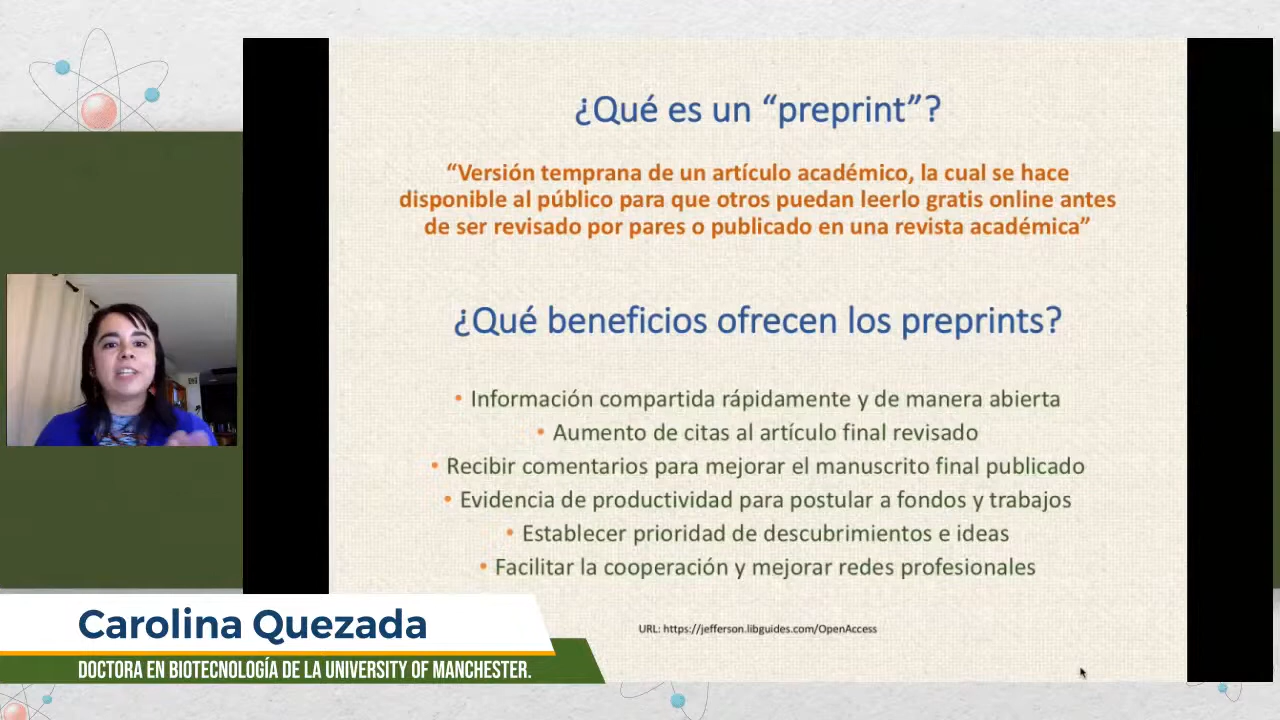 ¿Qué es un “preprint”?
“Versión temprana de un artículo académico, la cual se hace
disponible al público para que otros puedan leerlo gratis online antes
de ser revisado por pares o publicado en una revista académica”
¿Qué beneficios ofrecen los preprints?
• Información compartida rápidamente y de manera abierta
• Aumento de citas al artículo final revisado
• Recibir comentarios para mejorar el manuscrito final publicado
• Evidencia de productividad para postular a fondos y trabajos
• Establecer prioridad de descubrimientos e ideas
• Facilitar la cooperación y mejorar redes profesionales
URL: https://jefferson.libguides.com/OpenAccess
Carolina Quezada
DOCTORA EN BIOTECNOLOGÍA DE LA UNIVERSITY OF MANCHESTER.